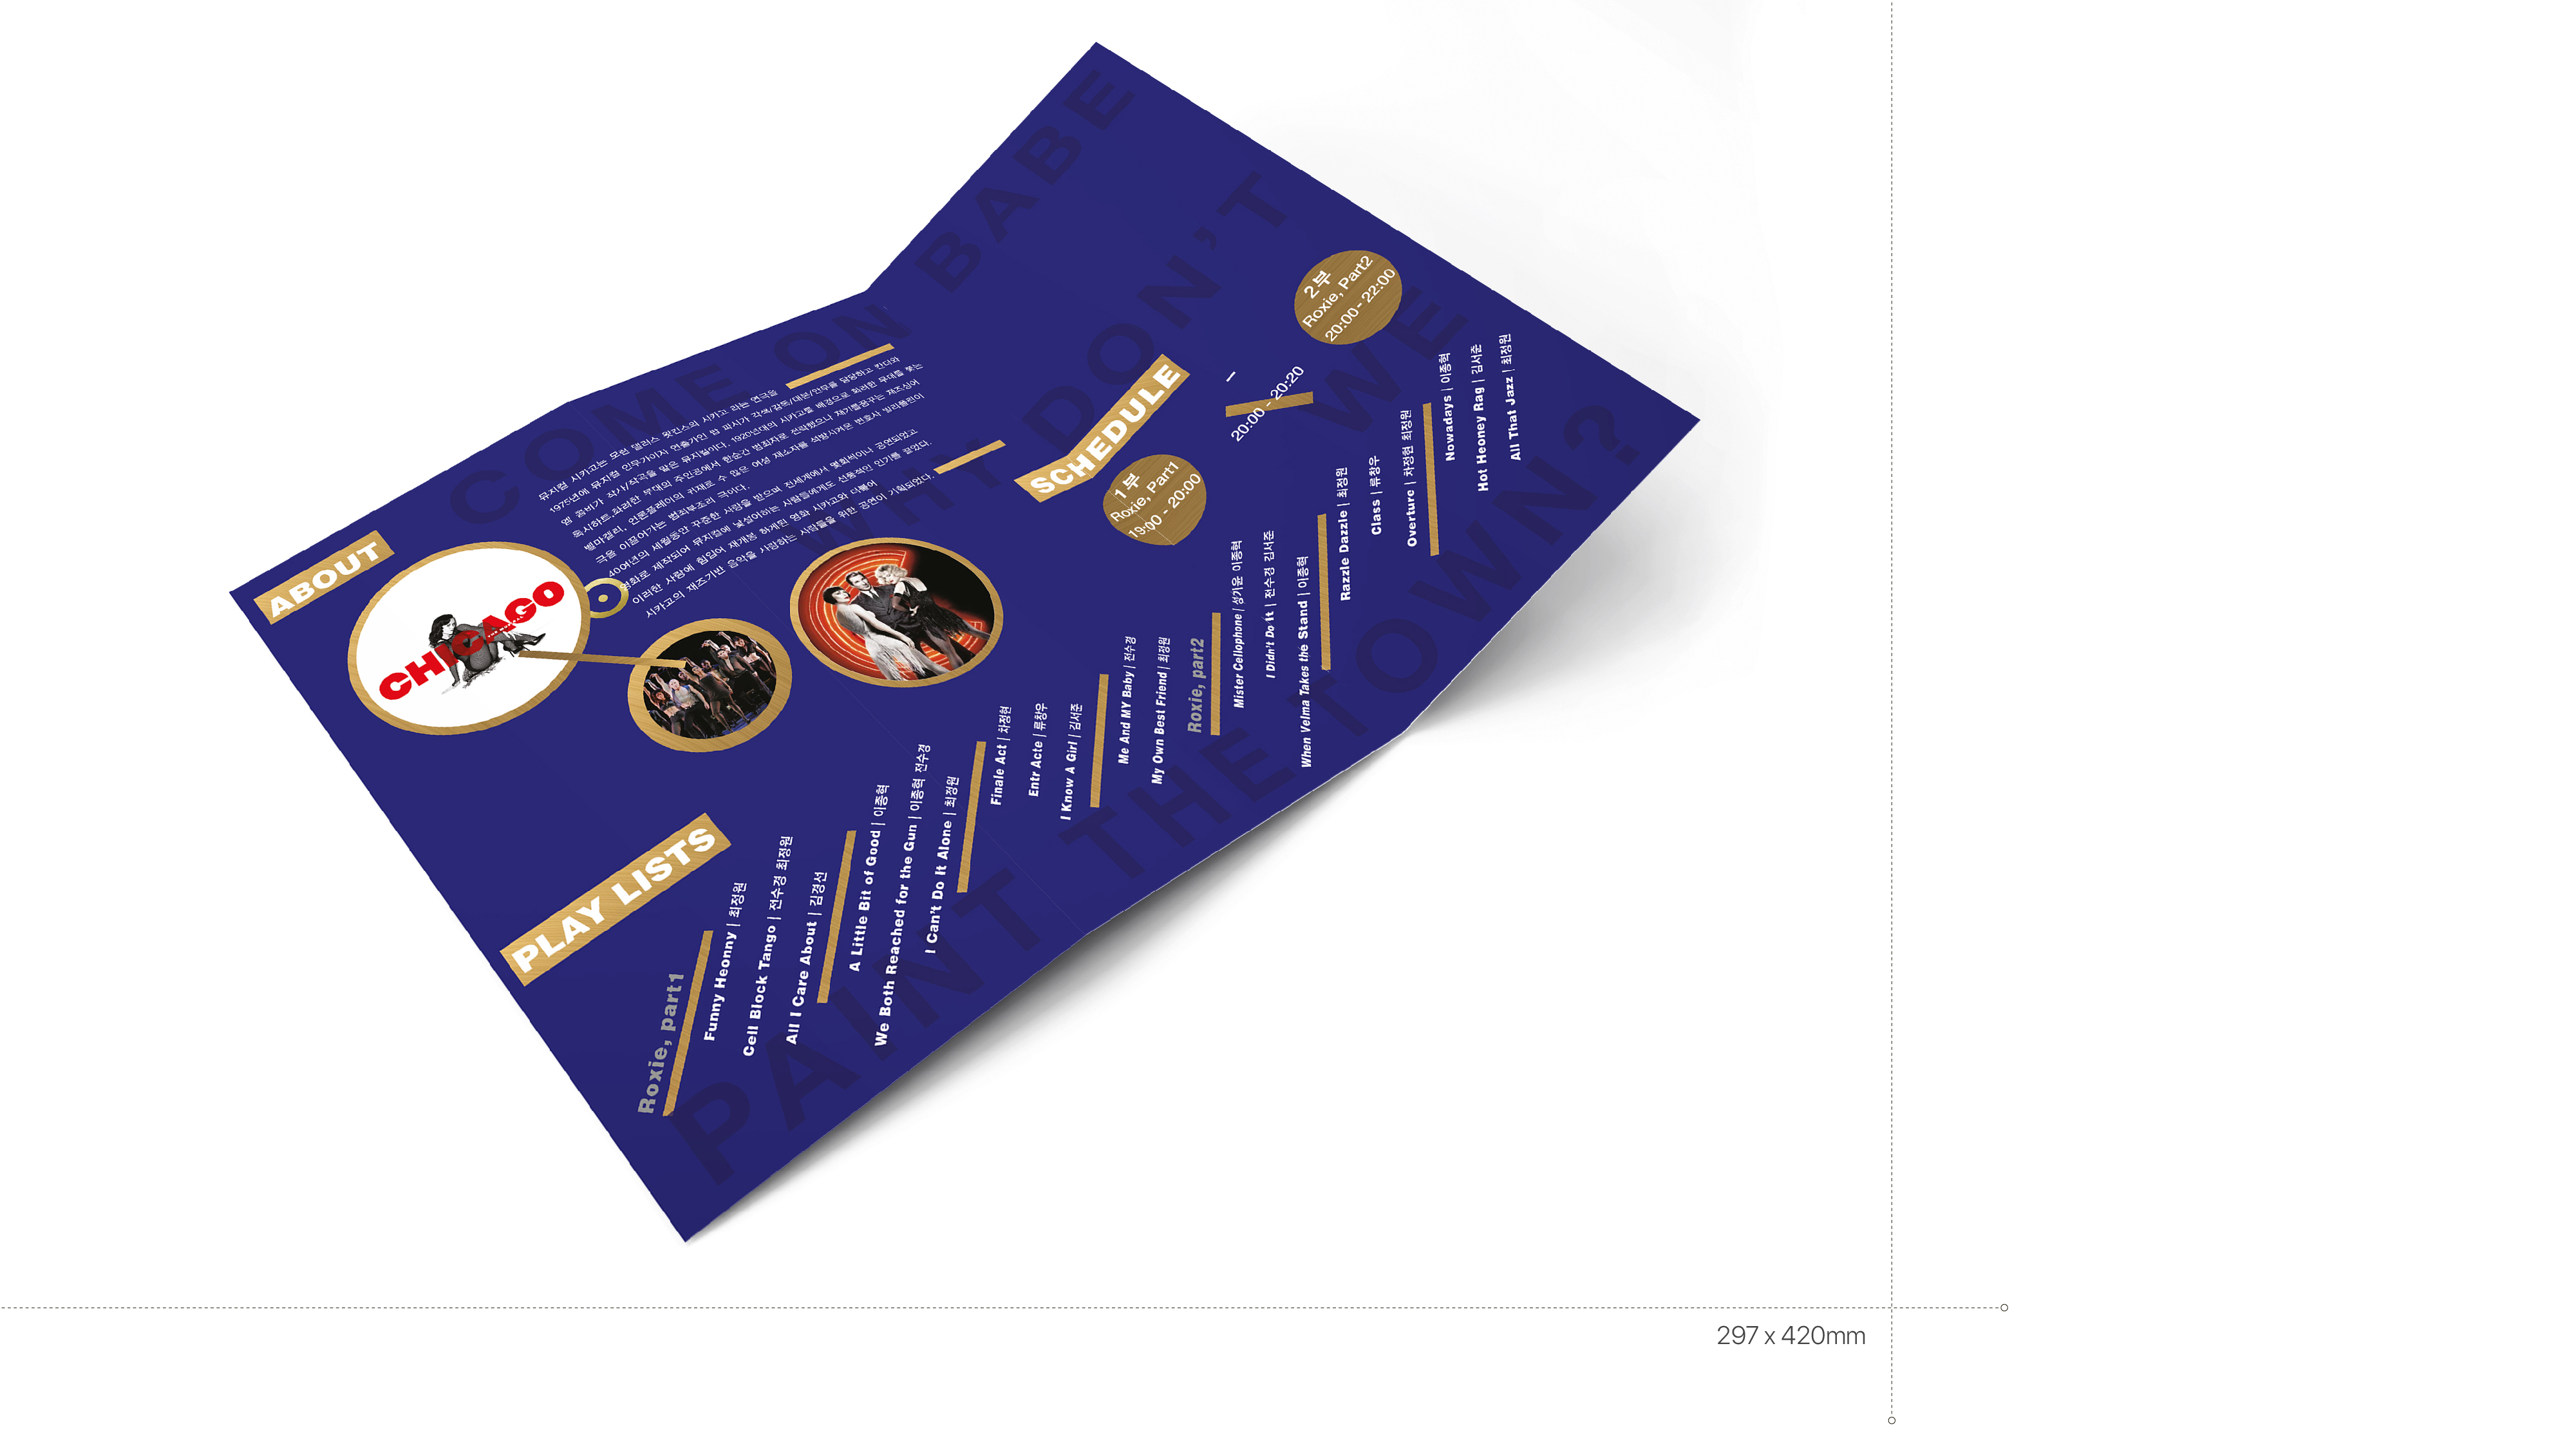 COME ON BABE
WHY DON'T WE
PAINT THE TOWN?
ABOUT
CHICAGO
뮤지컬 시카고는 모린 댈러스 왓킨스의 시카고 라는 연극을
1975년에 뮤지컬 안무가이자 연출가인 밥 파시가 각색/감독/대본/안무를 담당하고 칸더와
엠 콤비가 작사/작곡을 맡은 뮤지컬이다. 1920년대의 시카고를 배경으로 화려한 무대를 쫓는
록시하트,화려한 무대의 주인공에서 한순간 범죄자로 전락했으나 재기를꿈꾸는 재즈싱어
벨마켈리, 언론플레이의 귀재로 수 많은 여성 재소자를 석방시켜온 변호사 빌리플린이
극을 이끌어가는 범죄부조리 극이다.
40여년의 세월동안 꾸준한 사랑을 받으며 전세계에서 몇회씩이나 공연되었고
영화로 제작되어 뮤지컬에 낯설어하는 사람들에게도 선풍적인 인기를 끌었다.
이러한 사랑에 힘입어 재개봉 하게된 영화 시카고와 더불어
시카고의 재즈기반 음악을 사랑하는 사람들을 위한 공연이 기획되었다.
SCHEDULE
1부
Roxie, Part1
19:00 - 20:00
20:00 - 20:20
2부
Roxie, Part2
20:00 - 22:00
PLAY LISTS
Roxie, part1
Funny Heonny | 최정원
Cell Block Tango | 전수경 최정원
All I Care About | 김경선
A Little Bit of Good | 이종혁
We Both Reached for the Gun | 이종혁 전수경
I Can't Do It Alone | 최정원
Finale Act | 차정현
Entr Acte | 류창우
I Know A Girl | 김서준
Me And MY Baby | 전수경
My Own Best Friend | 최정원
Roxie, part2
Mister Cellophone | 성기윤 이종혁
I Didn't Do It | 전수경 김서준
When Velma Takes the Stand | 이종혁
Razzle Dazzle | 최정원
Class | 류창우
Overture | 차정현 최정원
Nowadays | 이종혁
Hot Heoney Rag | 김서준
All That Jazz | 최정원
297 x 420mm